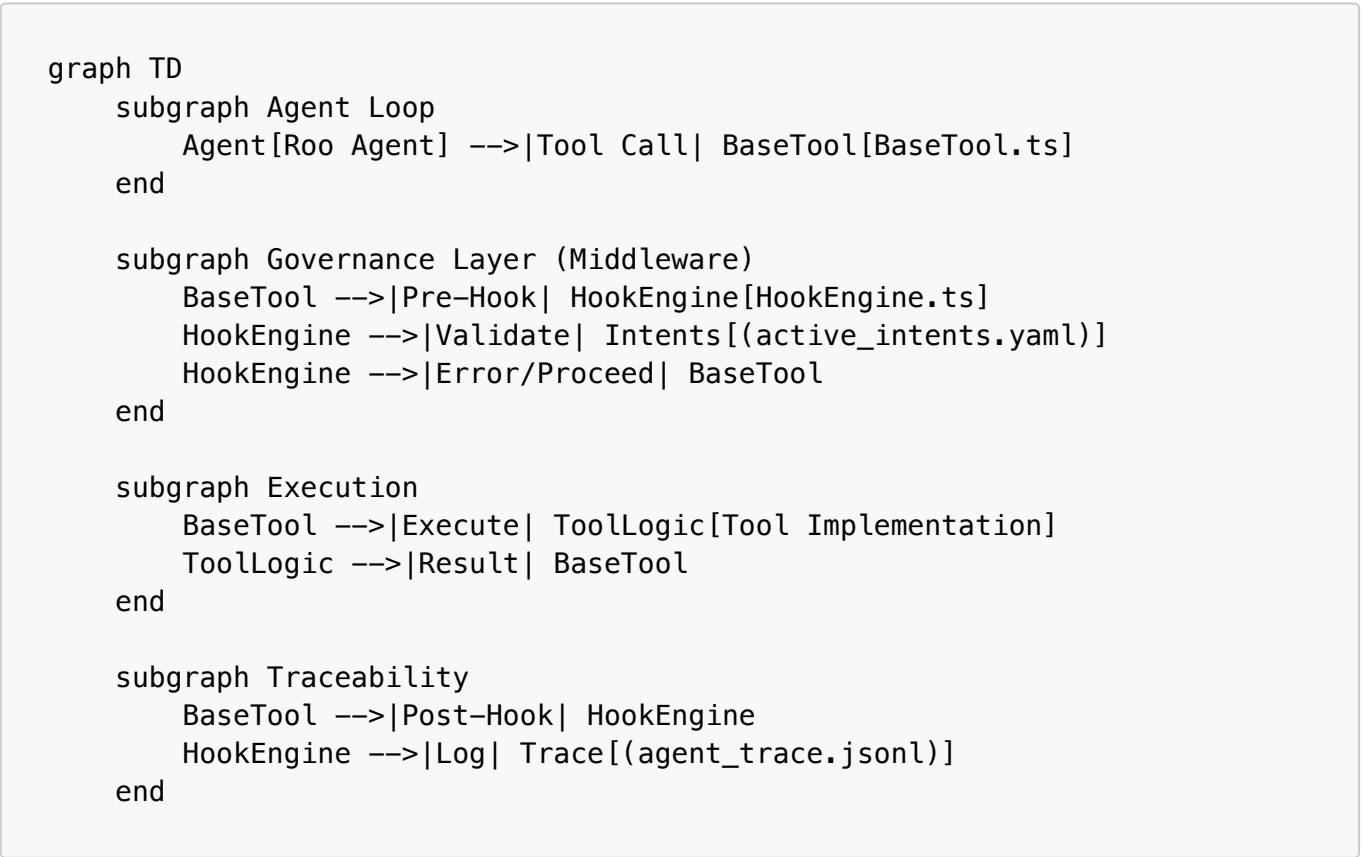 graph TD
    subgraph Agent Loop
        Agent[Roo Agent] -->|Tool Call| BaseTool[BaseTool.ts]
    end

    subgraph Governance Layer (Middleware)
        BaseTool -->|Pre-Hook| HookEngine[HookEngine.ts]
        HookEngine -->|Validate| Intents[(active_intents.yaml)]
        HookEngine -->|Error/Proceed| BaseTool
    end

    subgraph Execution
        BaseTool -->|Execute| ToolLogic[Tool Implementation]
        ToolLogic -->|Result| BaseTool
    end

    subgraph Traceability
        BaseTool -->|Post-Hook| HookEngine
        HookEngine -->|Log| Trace[(agent_trace.jsonl)]
    end